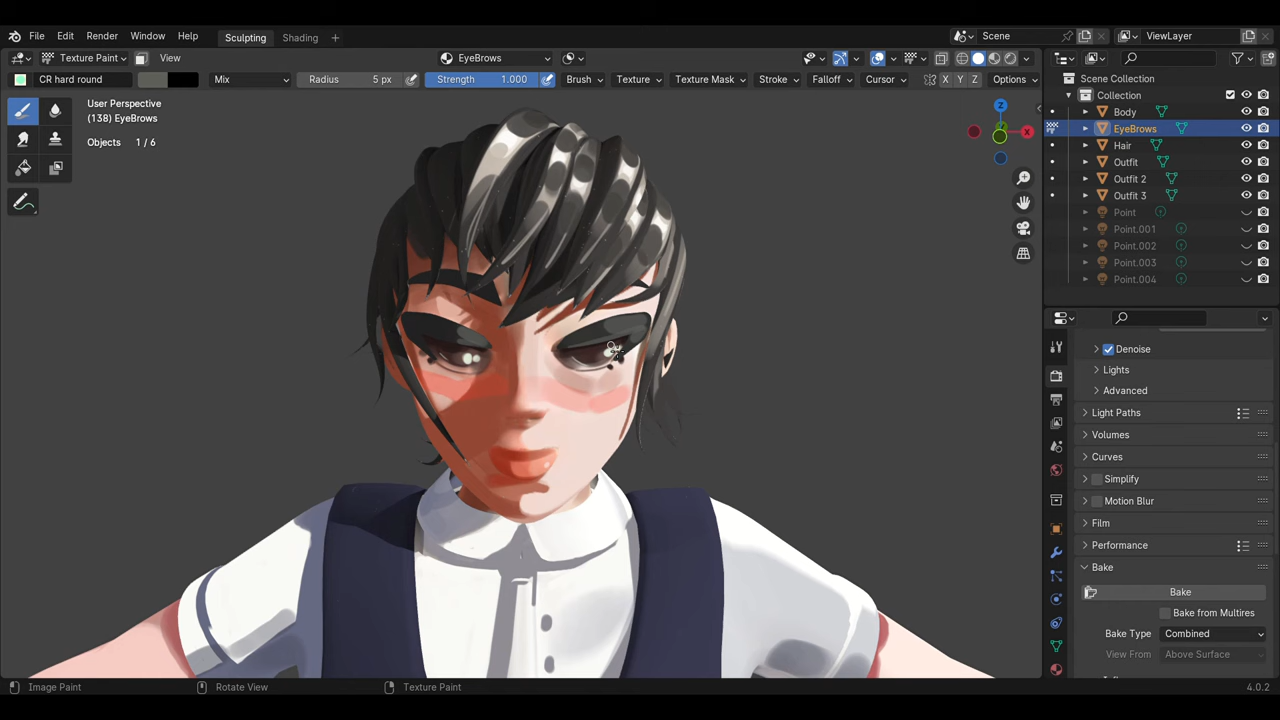 File Edit Render Window Help Sculpting Shading + Scene ViewLayer
Texture Paint View EyeBrows
CR hard round Mix Radius 5 px Strength 1.000 Brush Texture Texture Mask Stroke Falloff Cursor X Y Z Options
User Perspective
(138) EyeBrows
Objects 1 / 6
Z
X
Scene Collection
Collection
Body
EyeBrows
Hair
Outfit
Outfit 2
Outfit 3
Point
Point.001
Point.002
Point.003
Point.004
Denoise
Lights
Advanced
Light Paths
Volumes
Curves
Simplify
Motion Blur
Film
Performance
Bake
Bake
Bake from Multires
Bake Type Combined
View From Above Surface
Image Paint Rotate View Texture Paint 4.0.2